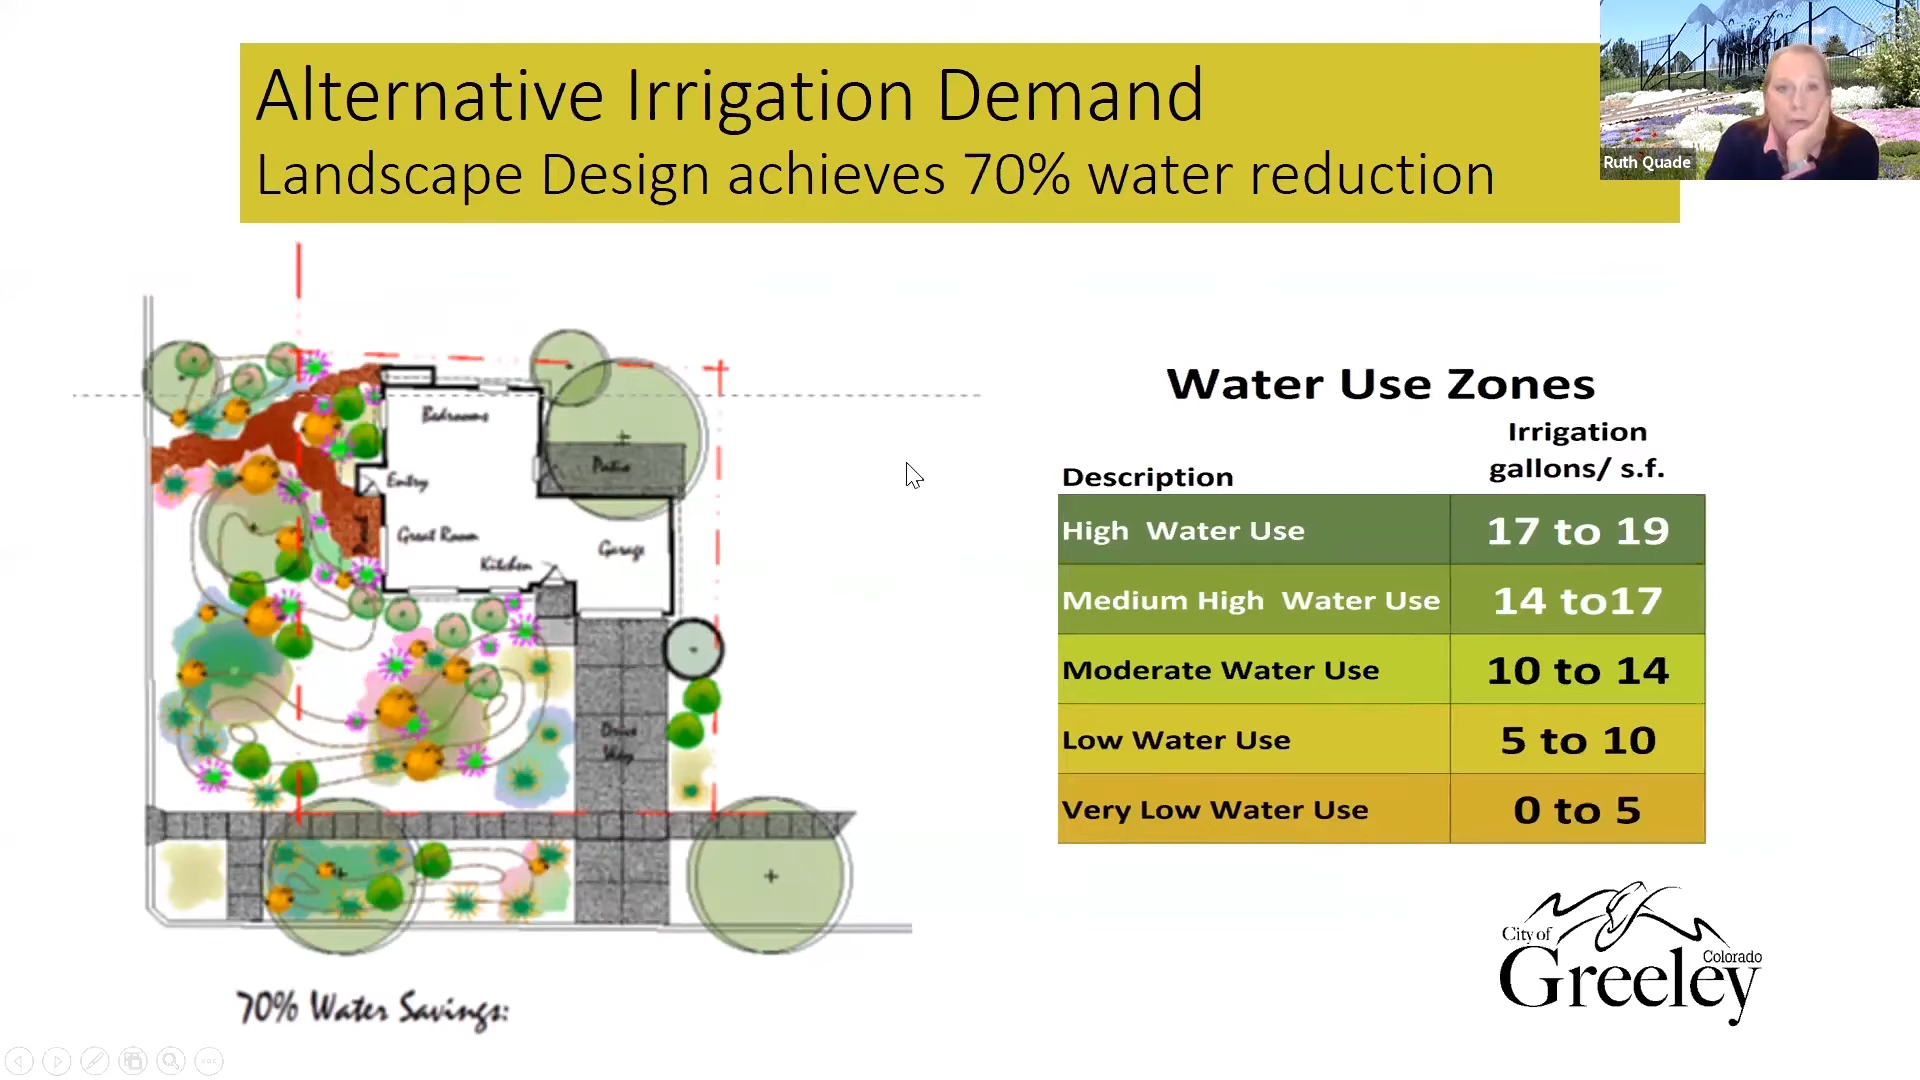 Alternative Irrigation Demand
Landscape Design achieves 70% water reduction
Ruth Quade
Bedrooms
Patio
Entry
Great Room
Kitchen
Garage
Drive
Way
70% Water Savings:
Water Use Zones
Irrigation
Description gallons/ s.f.
High Water Use 17 to 19
Medium High Water Use 14 to17
Moderate Water Use 10 to 14
Low Water Use 5 to 10
Very Low Water Use 0 to 5
City of
Colorado
Greeley